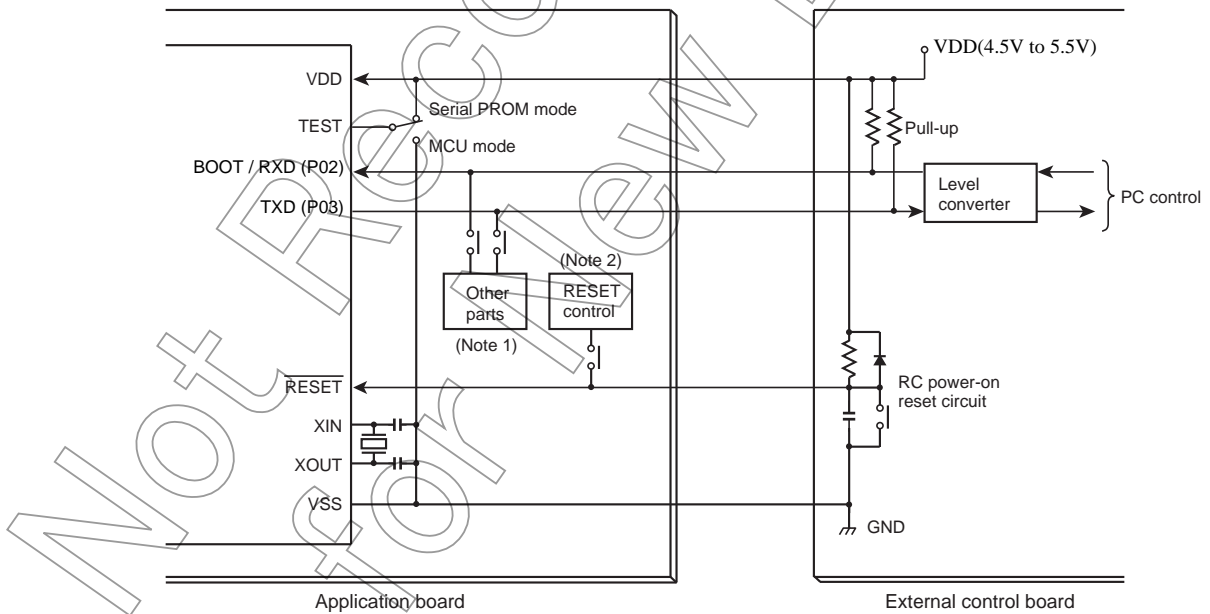 VDD(4.5V to 5.5V)
VDD
Serial PROM mode
TEST
Pull-up
MCU mode
BOOT / RXD (P02)
Level
converter
PC control
TXD (P03)
(Note 2)
Other
parts
RESET
control
(Note 1)
RESET
RC power-on
reset circuit
XIN
XOUT
VSS
GND
Application board
External control board
Not Reco
for New